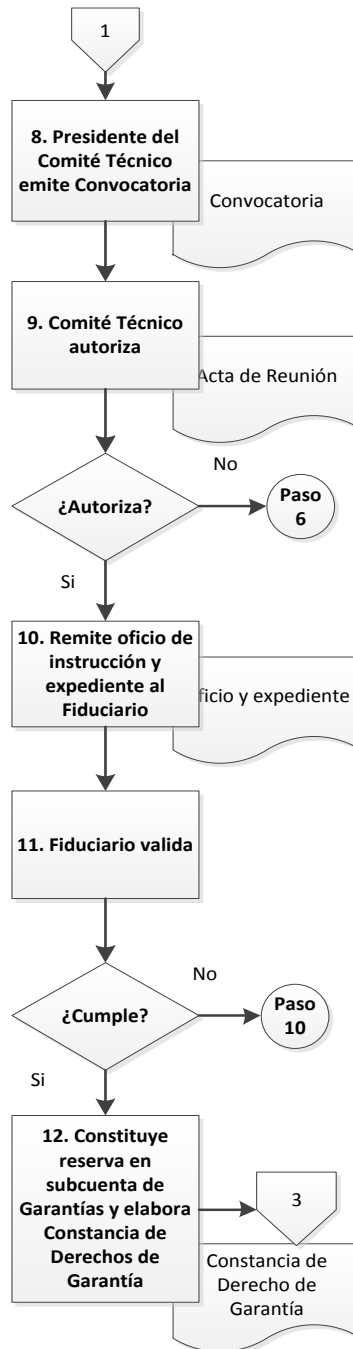 1
8. Presidente del
Comité Técnico
emite Convocatoria
Convocatoria
9. Comité Técnico
autoriza
Acta de Reunión
¿Autoriza?
No
Paso
6
Si
10. Remite oficio de
instrucción y
expediente al
Fiduciario
ficio y expediente
11. Fiduciario valida
¿Cumple?
No
Paso
10
Si
12. Constituye
reserva en
subcuenta de
Garantías y elabora
Constancia de
Derechos de
Garantía
3
Constancia de
Derecho de
Garantía